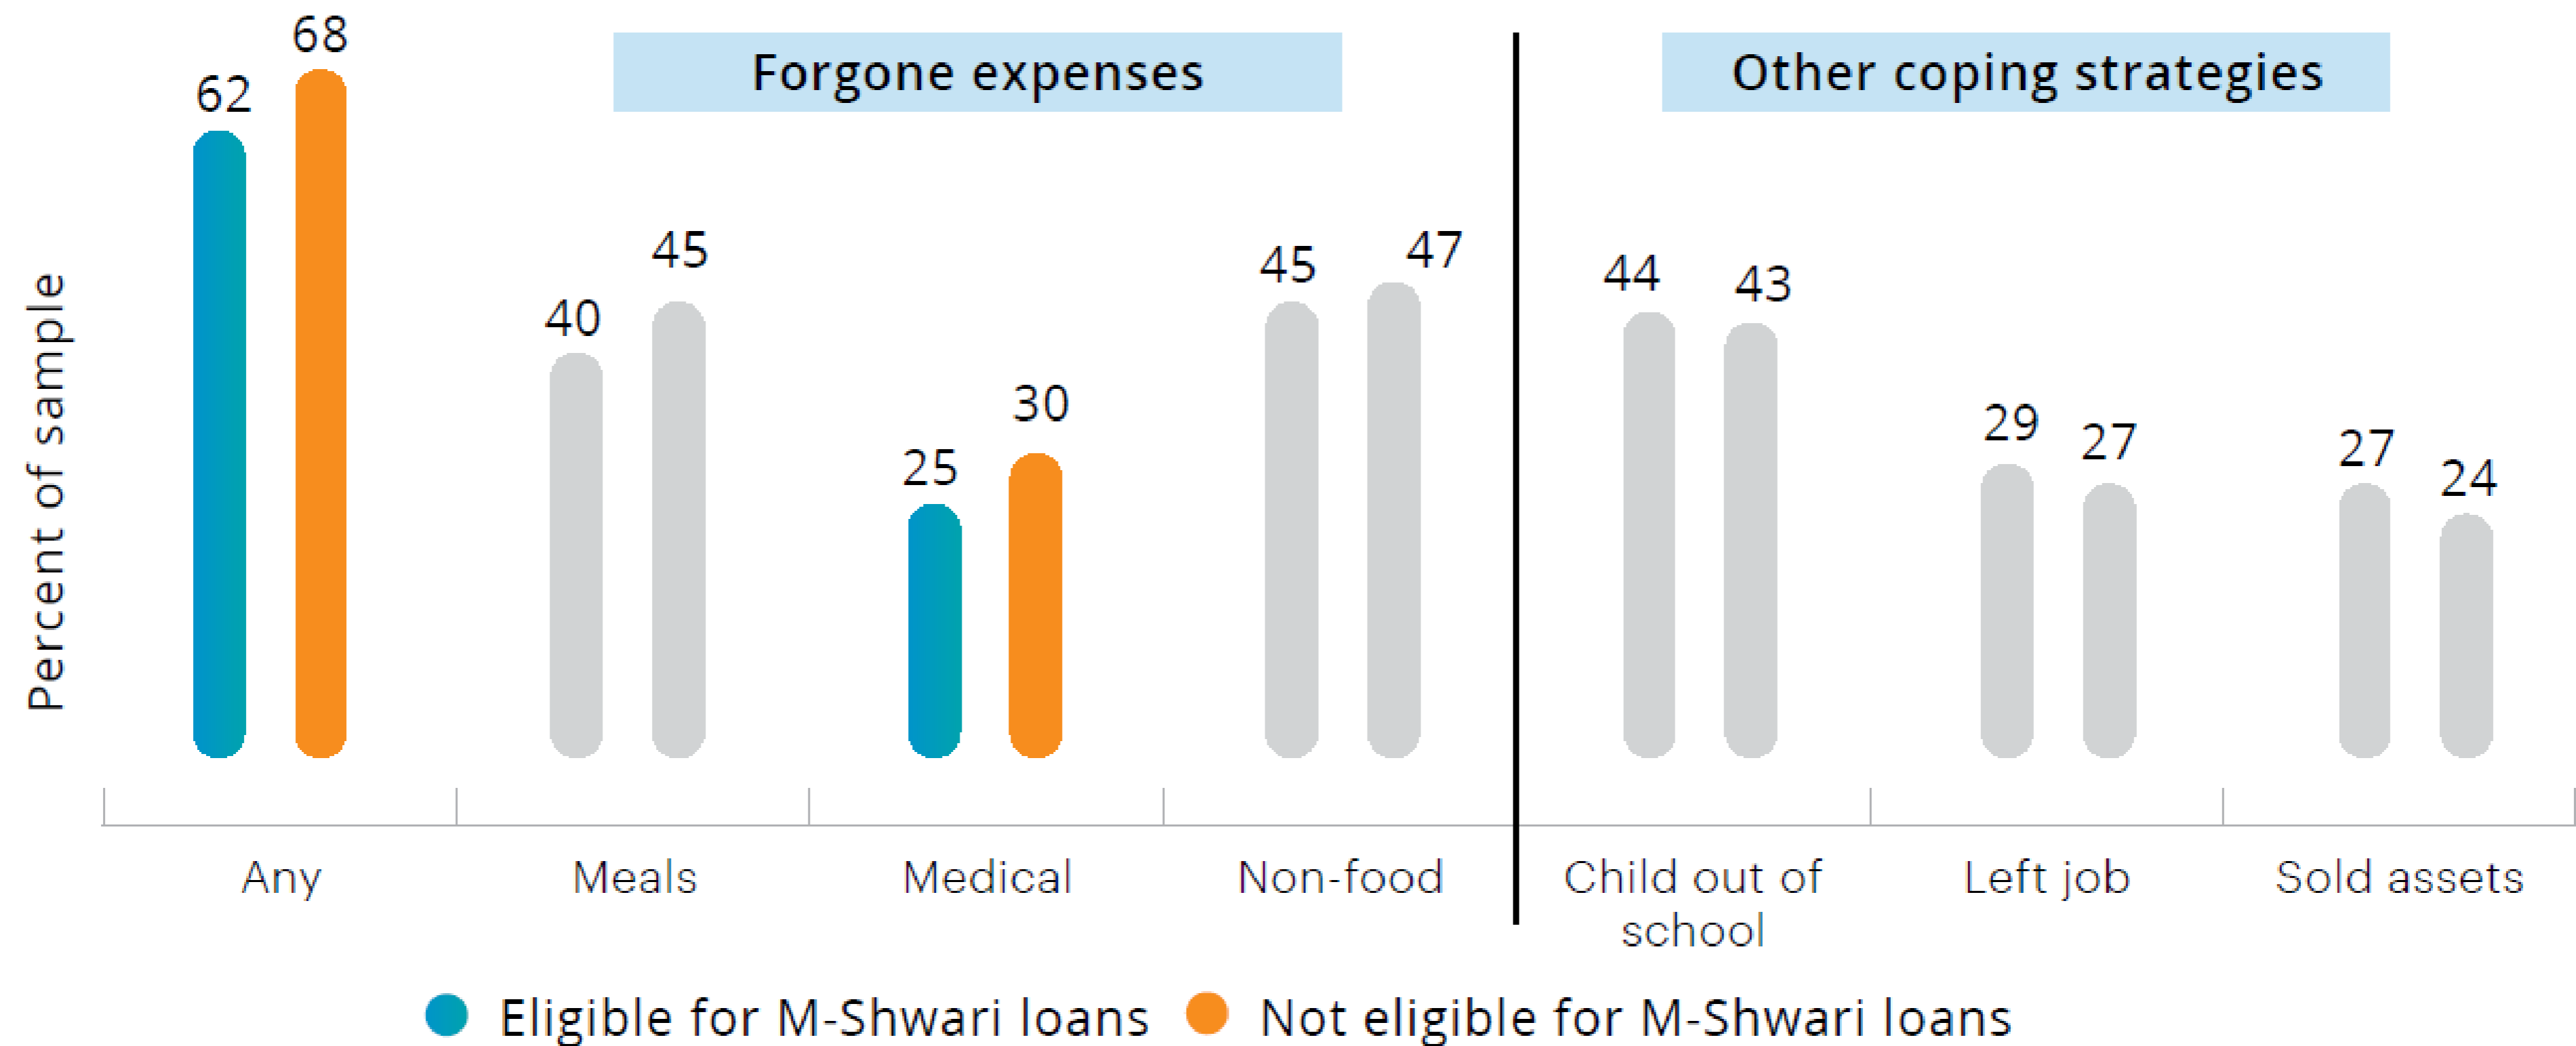 Forgone expenses
Other coping strategies
Percent of sample
62
68
40
45
25
30
45
47
44
43
29
27
27
24
Any
Meals
Medical
Non-food
Child out of
school
Left job
Sold assets
Eligible for M-Shwari loans
Not eligible for M-Shwari loans